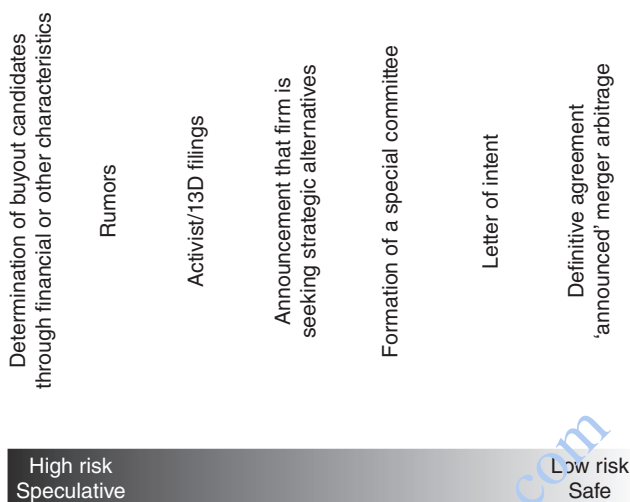 Determination of buyout candidates
through financial or other characteristics
Rumors
Activist/13D filings
Announcement that firm is
seeking strategic alternatives
Formation of a special committee
Letter of intent
Definitive agreement
‘announced’ merger arbitrage
High risk
Speculative
Low risk
Safe
com